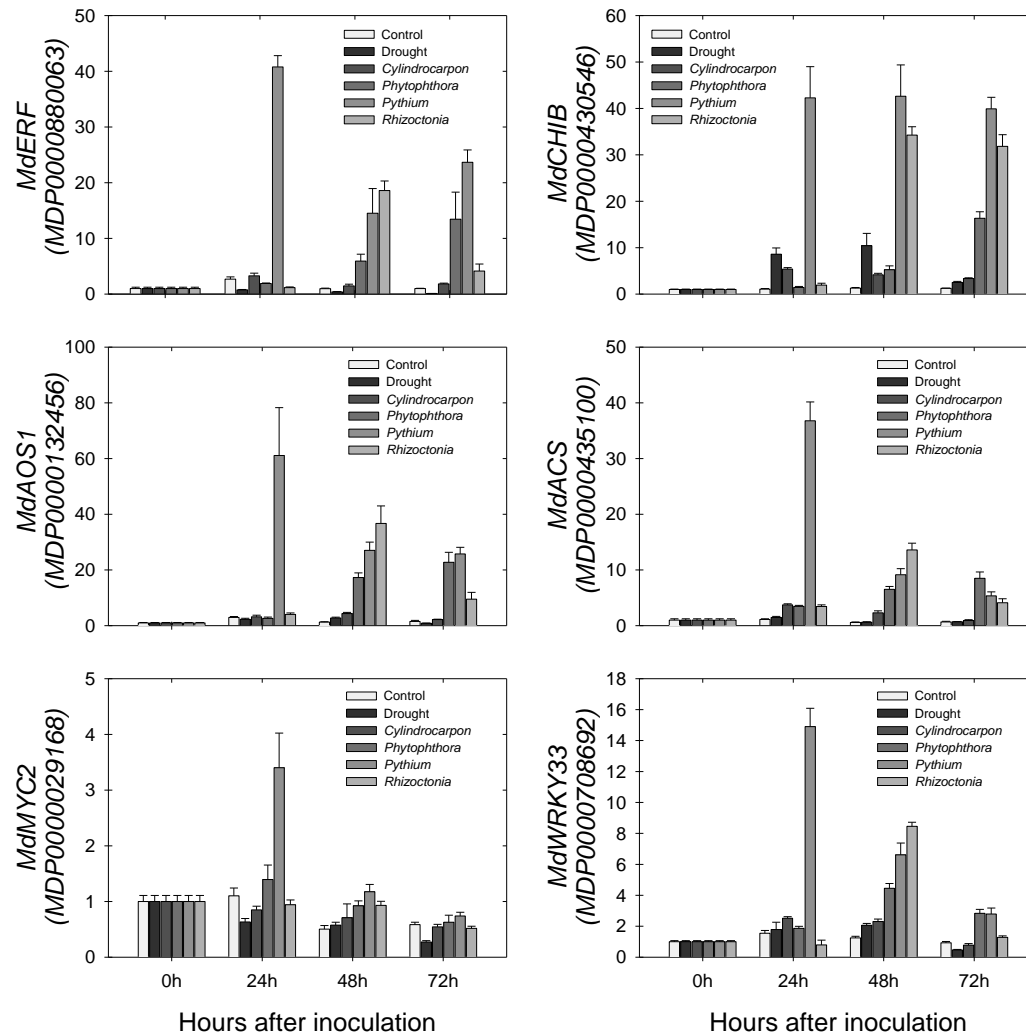 MdERF
(MDP0000880063)
50
40
30
20
10
0
Control
Drought
Cylindrocarpon
Phytophthora
Pythium
Rhizoctonia
MdCHIB
(MDP0000430546)
60
50
40
30
20
10
0
Control
Drought
Cylindrocarpon
Phytophthora
Pythium
Rhizoctonia
MdAOS1
(MDP0000132456)
100
80
60
40
20
0
Control
Drought
Cylindrocarpon
Phytophthora
Pythium
Rhizoctonia
MdACS
(MDP0000435100)
50
40
30
20
10
0
Control
Drought
Cylindrocarpon
Phytophthora
Pythium
Rhizoctonia
MdMYC2
(MDP0000029168)
5
4
3
2
1
0
Control
Drought
Cylindrocarpon
Phytophthora
Pythium
Rhizoctonia
0h 24h 48h 72h
Hours after inoculation
MdWRKY33
(MDP0000708692)
18
16
14
12
10
8
6
4
2
0
Control
Drought
Cylindrocarpon
Phytophthora
Pythium
Rhizoctonia
0h 24h 48h 72h
Hours after inoculation